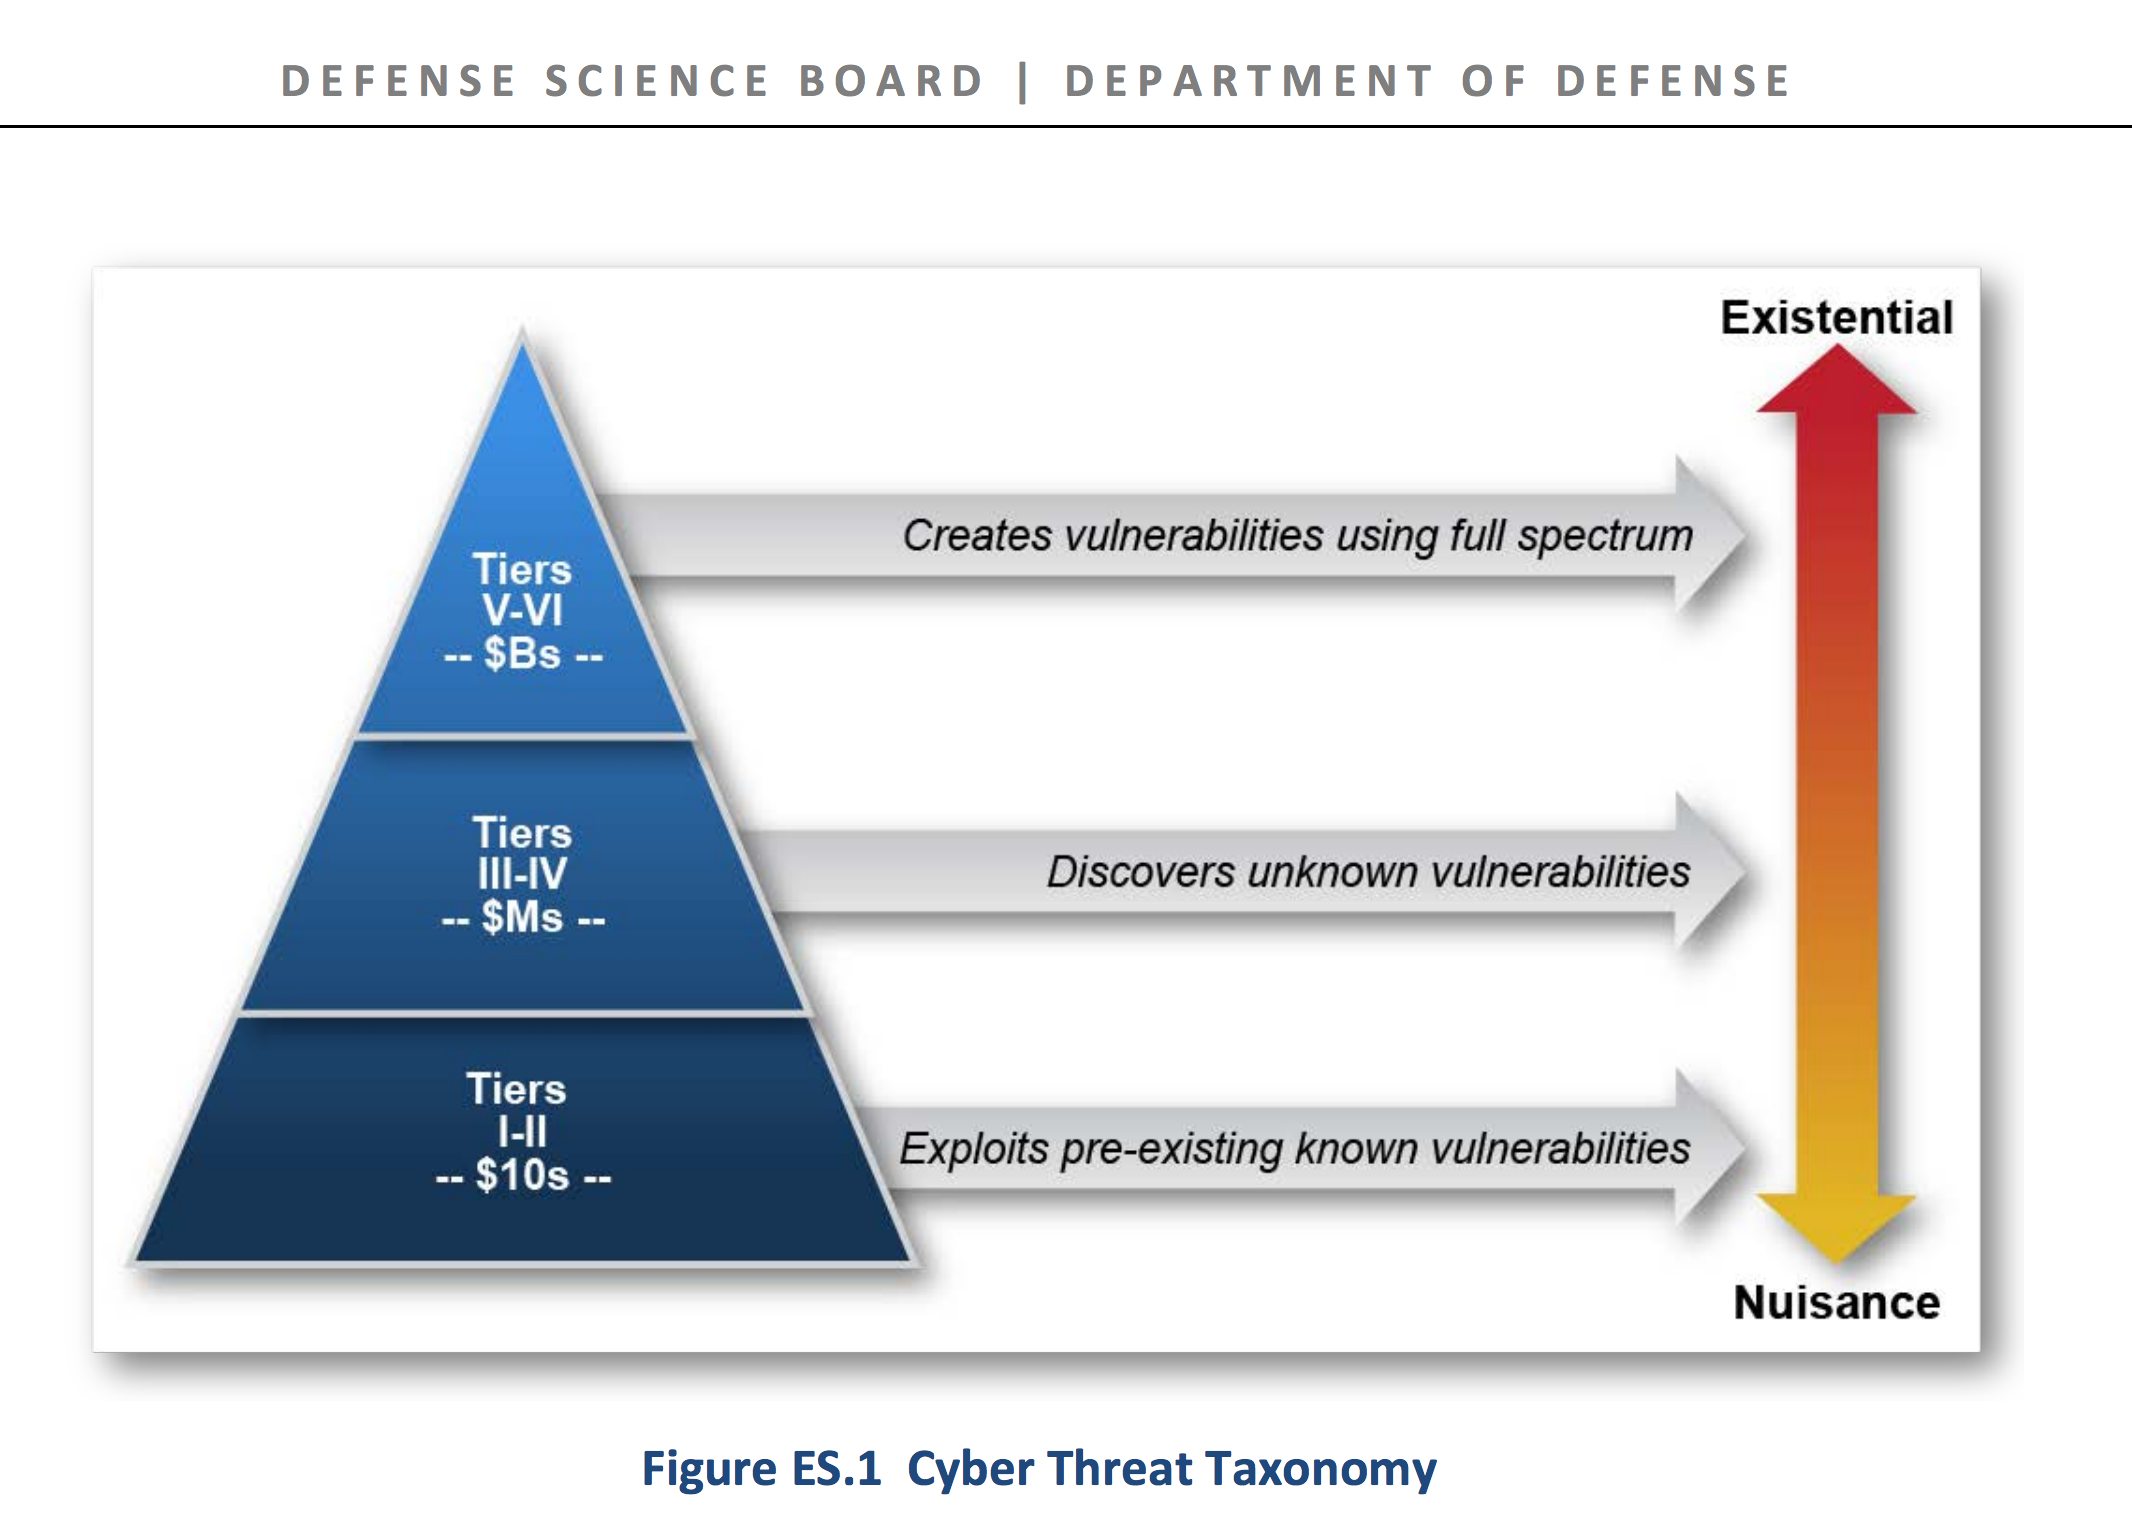 DEFENSE SCIENCE BOARD | DEPARTMENT OF DEFENSE
Existential
Creates vulnerabilities using full spectrum
Tiers
V-VI
-- $Bs --
Discovers unknown vulnerabilities
Tiers
III-IV
-- $Ms --
Exploits pre-existing known vulnerabilities
Tiers
I-II
-- $10s --
Nuisance
Figure ES.1 Cyber Threat Taxonomy